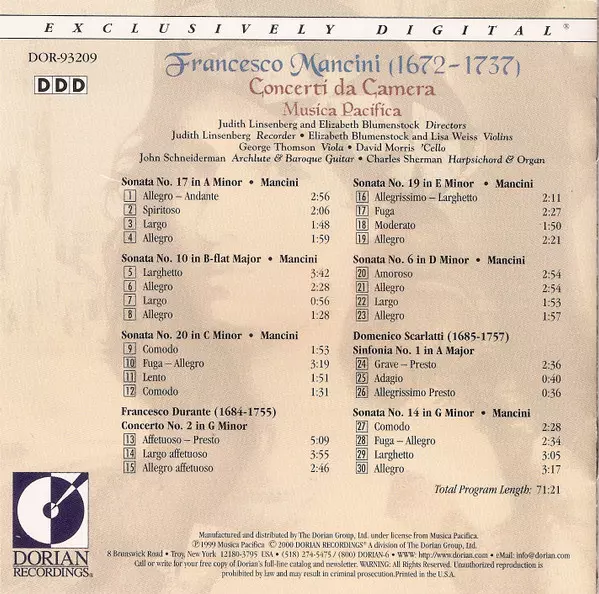 EXCLUSIVELY DIGITAL®
DOR-93209
DDD
Francesco Mancini (1672-1737)
Concerti da Camera
Musica Pacifica
Judith Linsenberg and Elizabeth Blumenstock Directors
Judith Linsenberg Recorder • Elizabeth Blumenstock and Lisa Weiss Violins
George Thomson Viola • David Morris 'Cello
John Schneiderman Archlute & Baroque Guitar • Charles Sherman Harpsichord & Organ
Sonata No. 17 in A Minor • Mancini
1 Allegro – Andante 2:56
2 Spiritoso 2:06
3 Largo 1:48
4 Allegro 1:59
Sonata No. 10 in B-flat Major • Mancini
5 Larghetto 3:42
6 Allegro 2:28
7 Largo 0:56
8 Allegro 1:28
Sonata No. 20 in C Minor • Mancini
9 Comodo 1:53
10 Fuga – Allegro 3:19
11 Lento 1:51
12 Comodo 1:31
Francesco Durante (1684-1755)
Concerto No. 2 in G Minor
13 Affetuoso – Presto 5:09
14 Largo affetuoso 3:55
15 Allegro affetuoso 2:46
Sonata No. 19 in E Minor • Mancini
16 Allegrissimo – Larghetto 2:11
17 Fuga 2:27
18 Moderato 1:50
19 Allegro 2:21
Sonata No. 6 in D Minor • Mancini
20 Amoroso 2:54
21 Allegro 2:54
22 Largo 1:53
23 Allegro 1:57
Domenico Scarlatti (1685-1757)
Sinfonia No. 1 in A Major
24 Grave – Presto 2:36
25 Adagio 0:40
26 Allegrissimo Presto 0:36
Sonata No. 14 in G Minor • Mancini
27 Comodo 2:28
28 Fuga – Allegro 2:34
29 Larghetto 3:05
30 Allegro 3:17
Total Program Length: 71:21
DORIAN
RECORDINGS®
Manufactured and distributed by The Dorian Group, Ltd. under license from Musica Pacifica.
℗1999 Musica Pacifica © 2000 DORIAN RECORDINGS® A division of The Dorian Group, Ltd.
8 Brunswick Road • Troy, New York 12180-3795 USA • (518) 274-5475 / (800) DORIAN-6 • WWW: http://www.dorian.com • eMail: info@dorian.com
Call or write for your free copy of Dorian's full-line catalog and newsletter. WARNING: All Rights Reserved. Unauthorized reproduction is
prohibited by law and may result in criminal prosecution.Printed in the U.S.A.